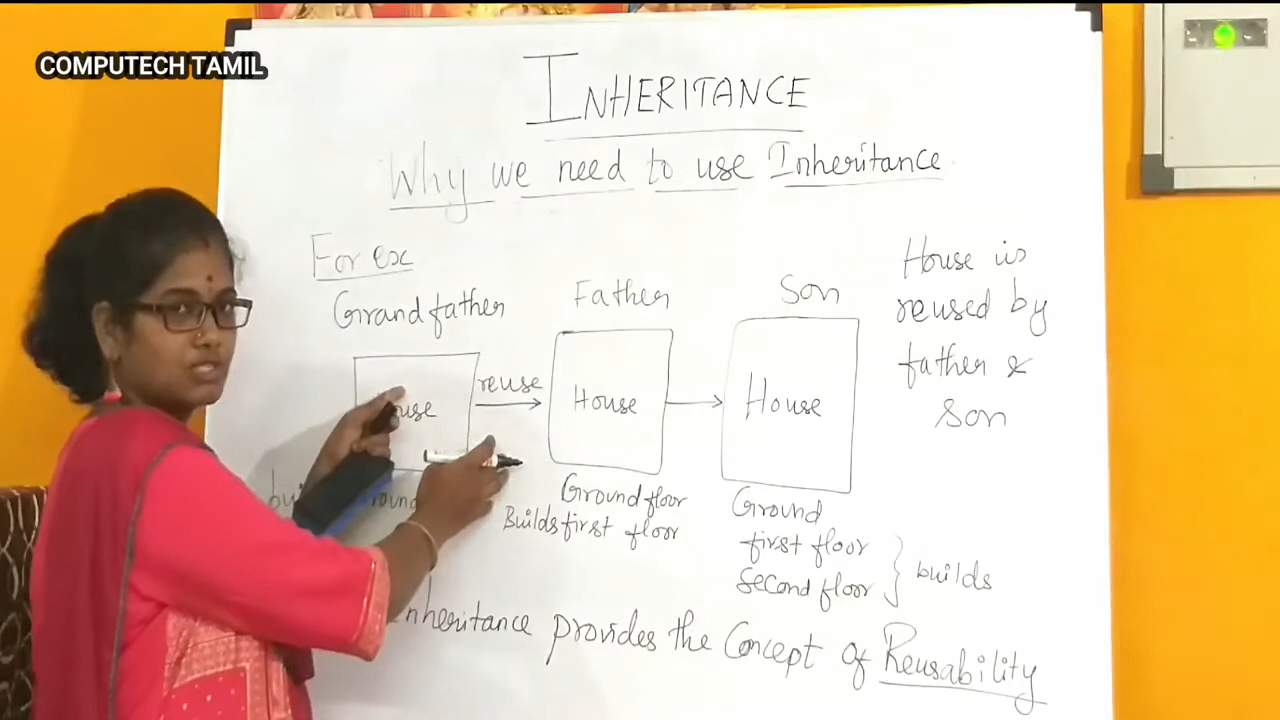 COMPUTECH TAMIL
INHERITANCE
Why we need to use Inheritance
For ex
Grandfather
Father
Son
House
reuse
House
House
House is
reused by
father &
son
Ground floor
Builds first floor
Ground
first floor
Second floor
builds
Inheritance provides the Concept of Reusability